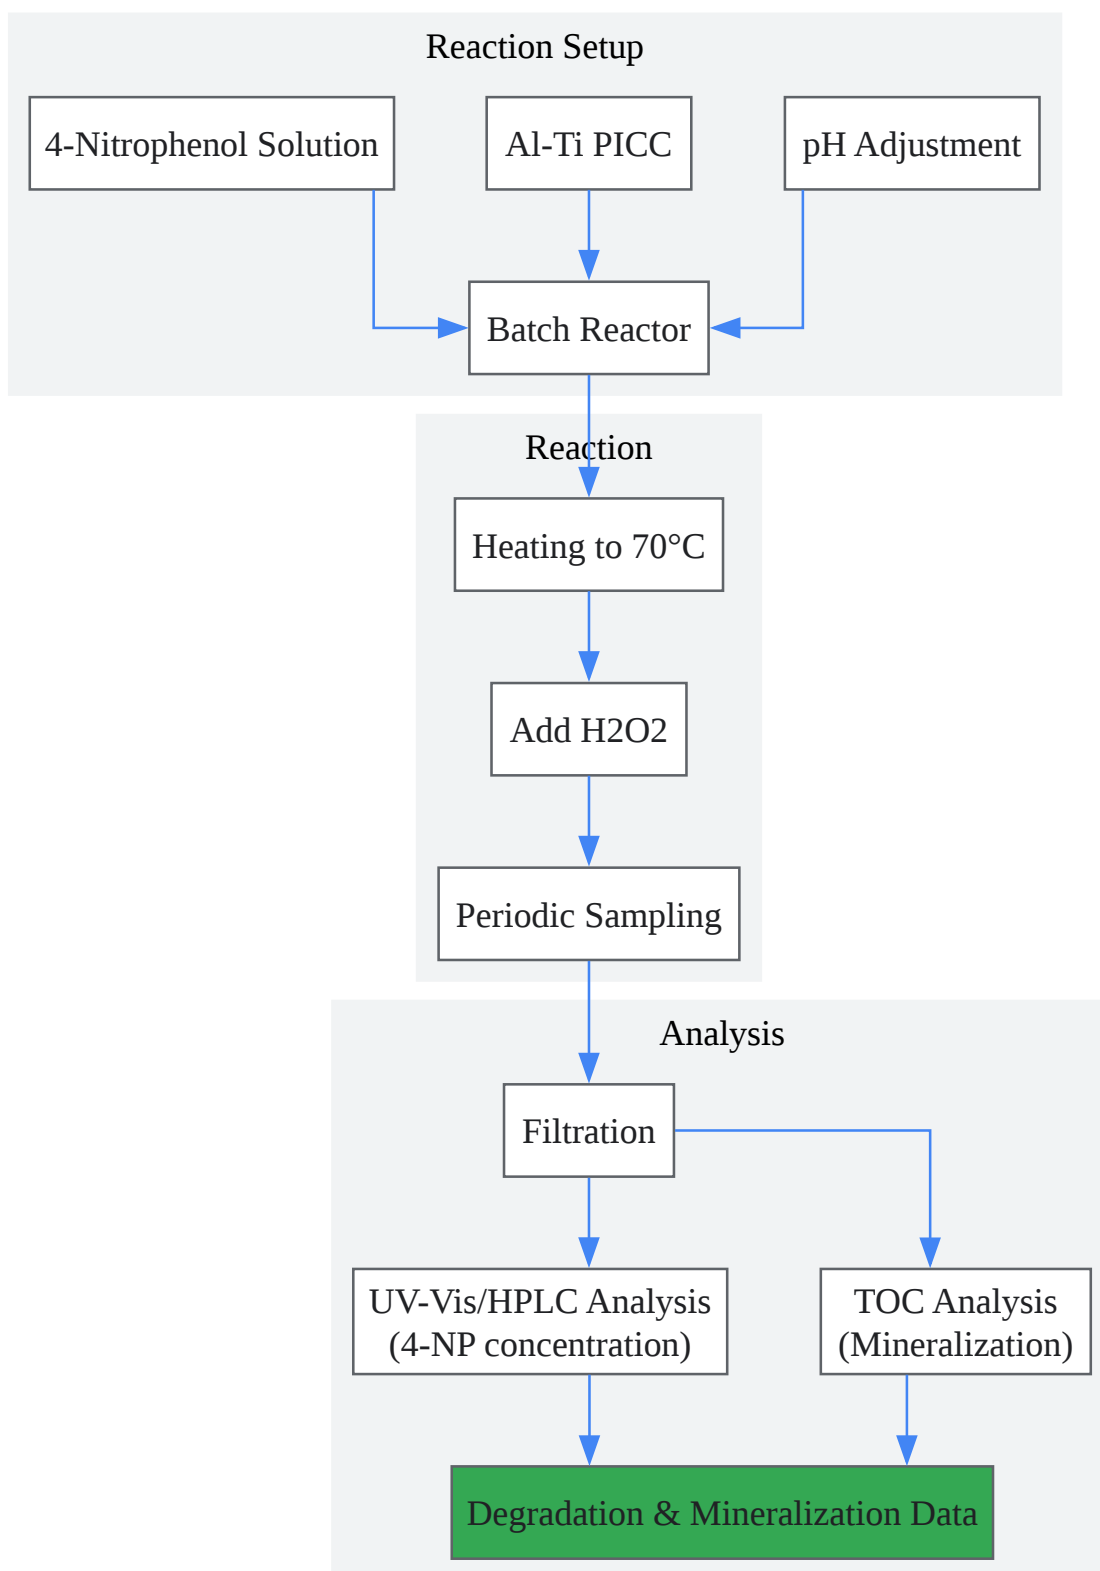 Reaction Setup
4-Nitrophenol Solution
Al-Ti PICC
pH Adjustment
Batch Reactor
Reaction
Heating to 70°C
Add H2O2
Periodic Sampling
Analysis
Filtration
UV-Vis/HPLC Analysis
(4-NP concentration)
TOC Analysis
(Mineralization)
Degradation & Mineralization Data